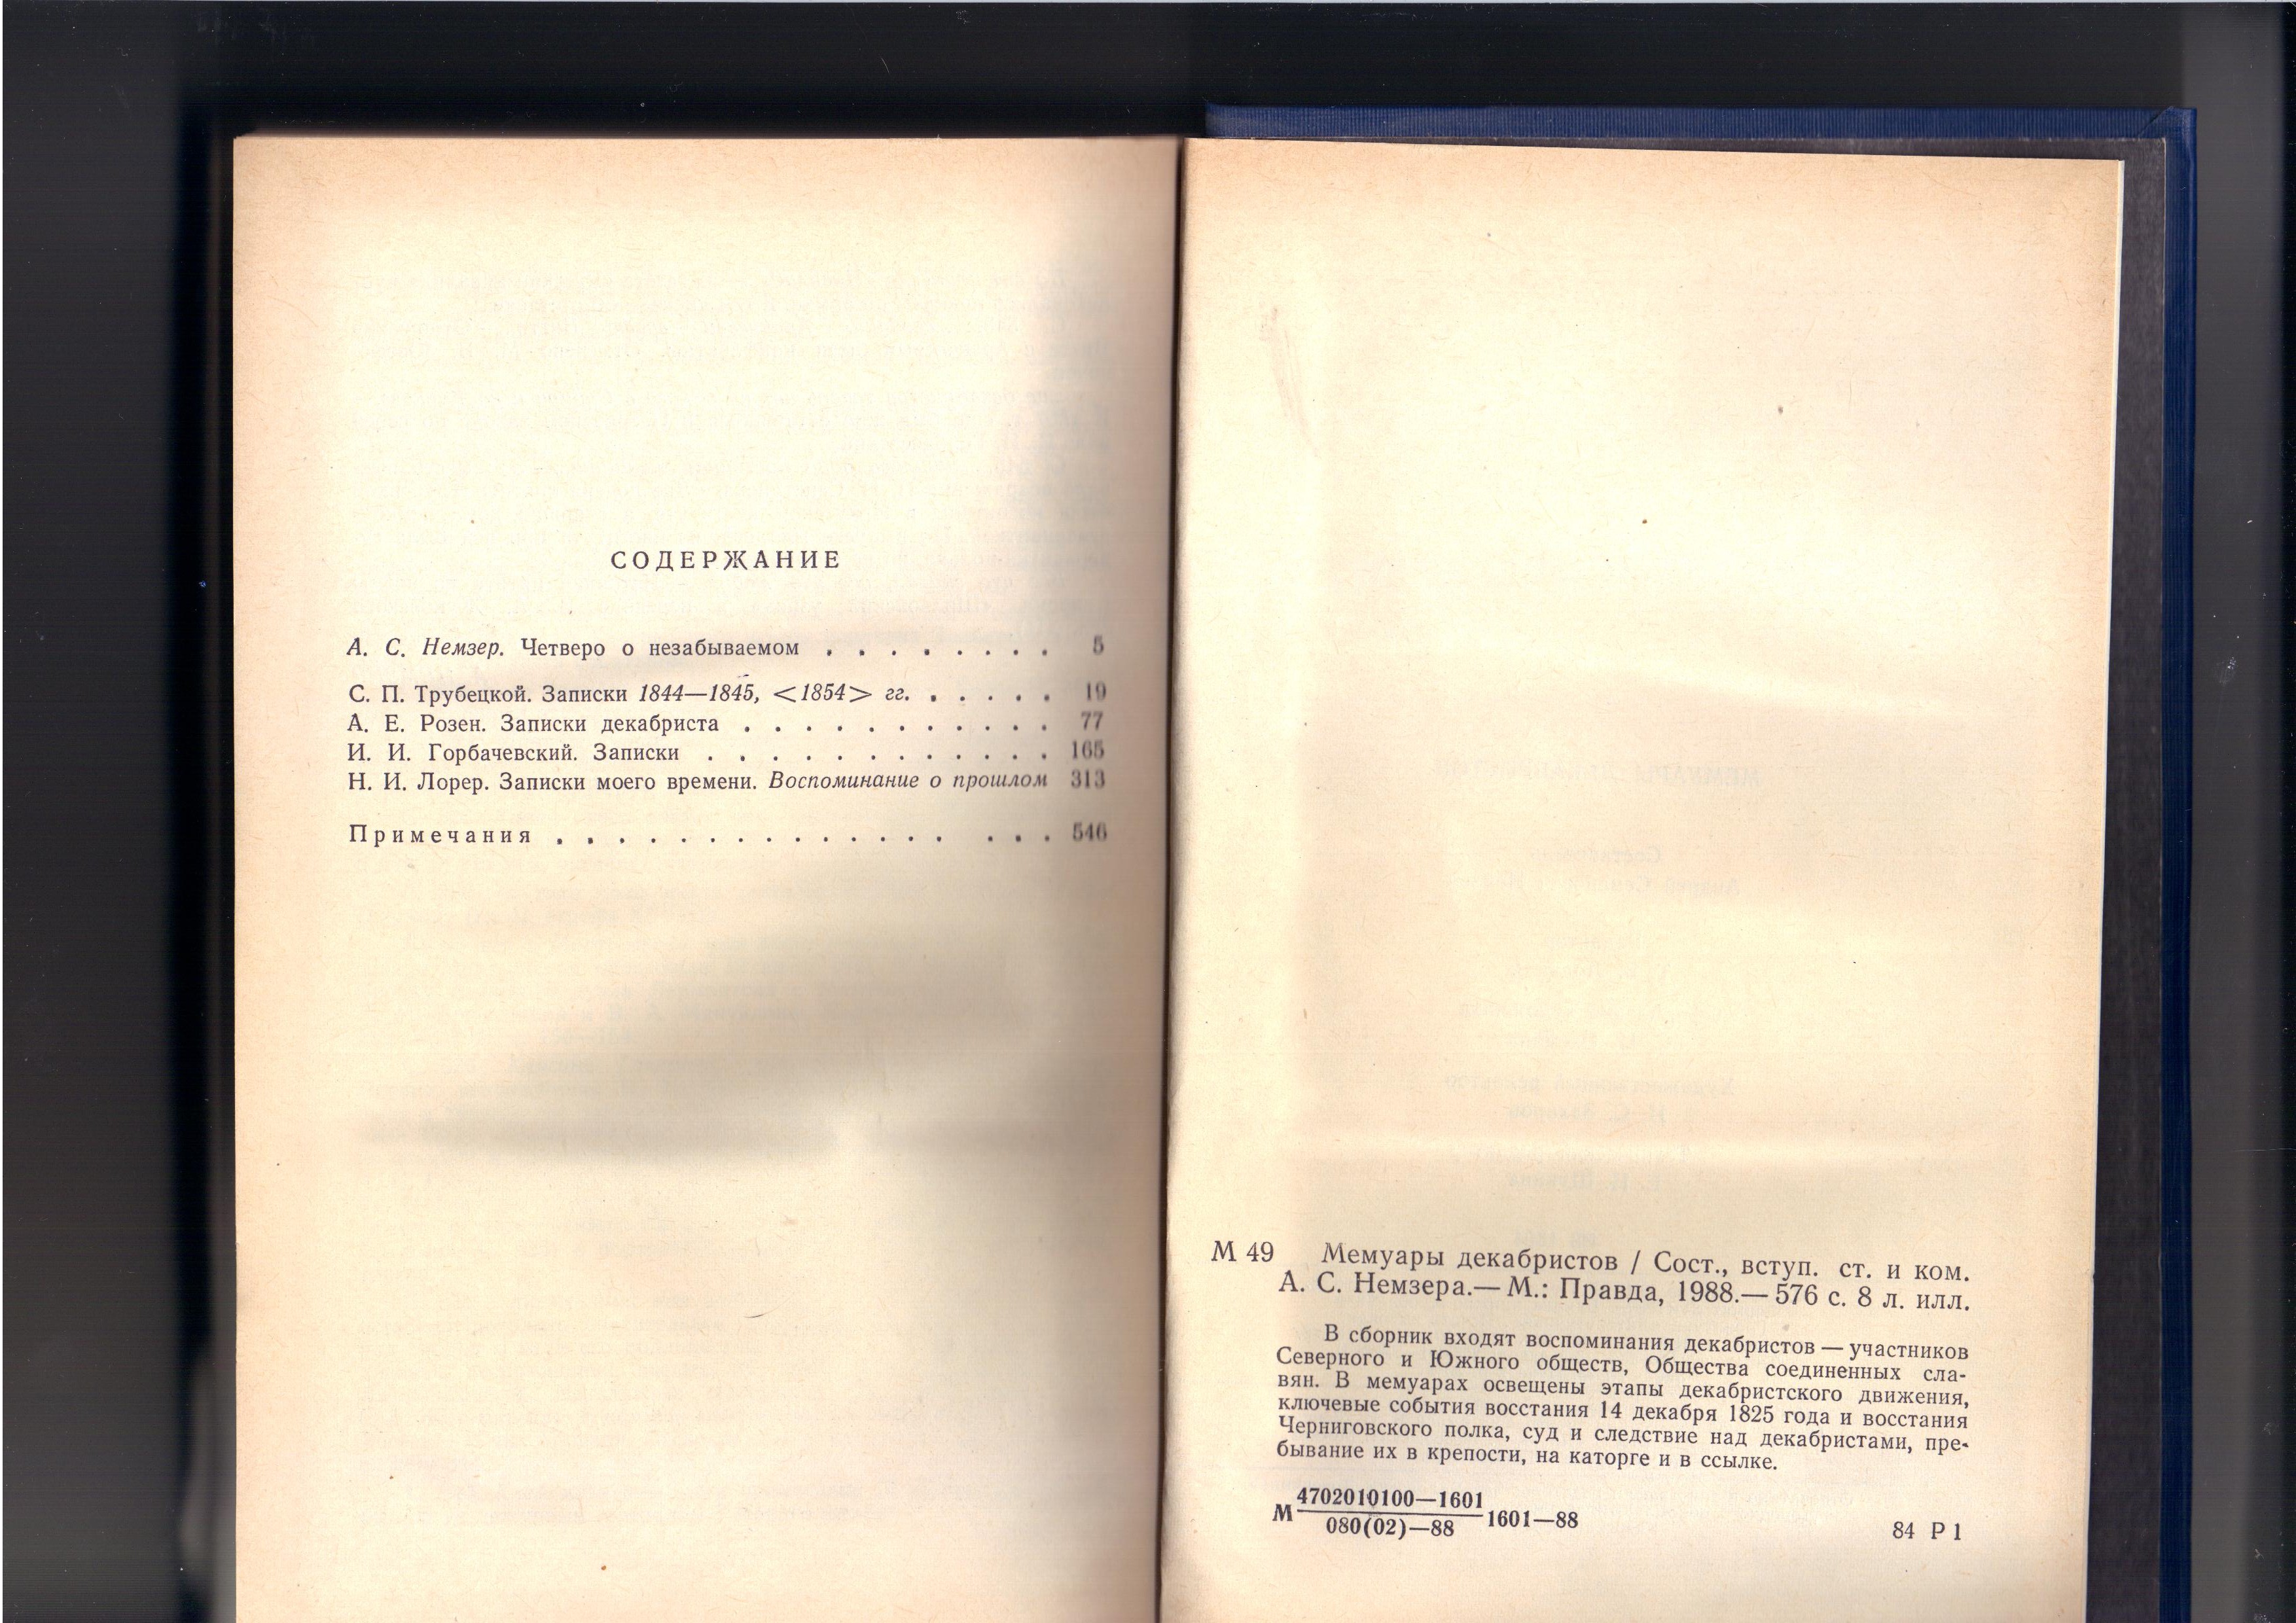 СОДЕРЖАНИЕ
А. С. Немзер. Четверо о незабываемом . . . . . . . . 5
С. П. Трубецкой. Записки 1844—1845, <1854> гг. . . . . . 19
А. Е. Розен. Записки декабриста . . . . . . . . . . . 77
И. И. Горбачевский. Записки . . . . . . . . . . . . 165
Н. И. Лорер. Записки моего времени. Воспоминание о прошлом 313
Примечания . . . . . . . . . . . . . . . . . 546
М 49 Мемуары декабристов / Сост., вступ. ст. и ком.
А. С. Немзера.— М.: Правда, 1988.— 576 с. 8 л. илл.
В сборник входят воспоминания декабристов — участников
Северного и Южного обществ, Общества соединенных сла-
вян. В мемуарах освещены этапы декабристского движения,
ключевые события восстания 14 декабря 1825 года и восстания
Черниговского полка, суд и следствие над декабристами, пре-
бывание их в крепости, на каторге и в ссылке.
4702010100—1601
М 1601—88
080(02)—88
84 Р 1